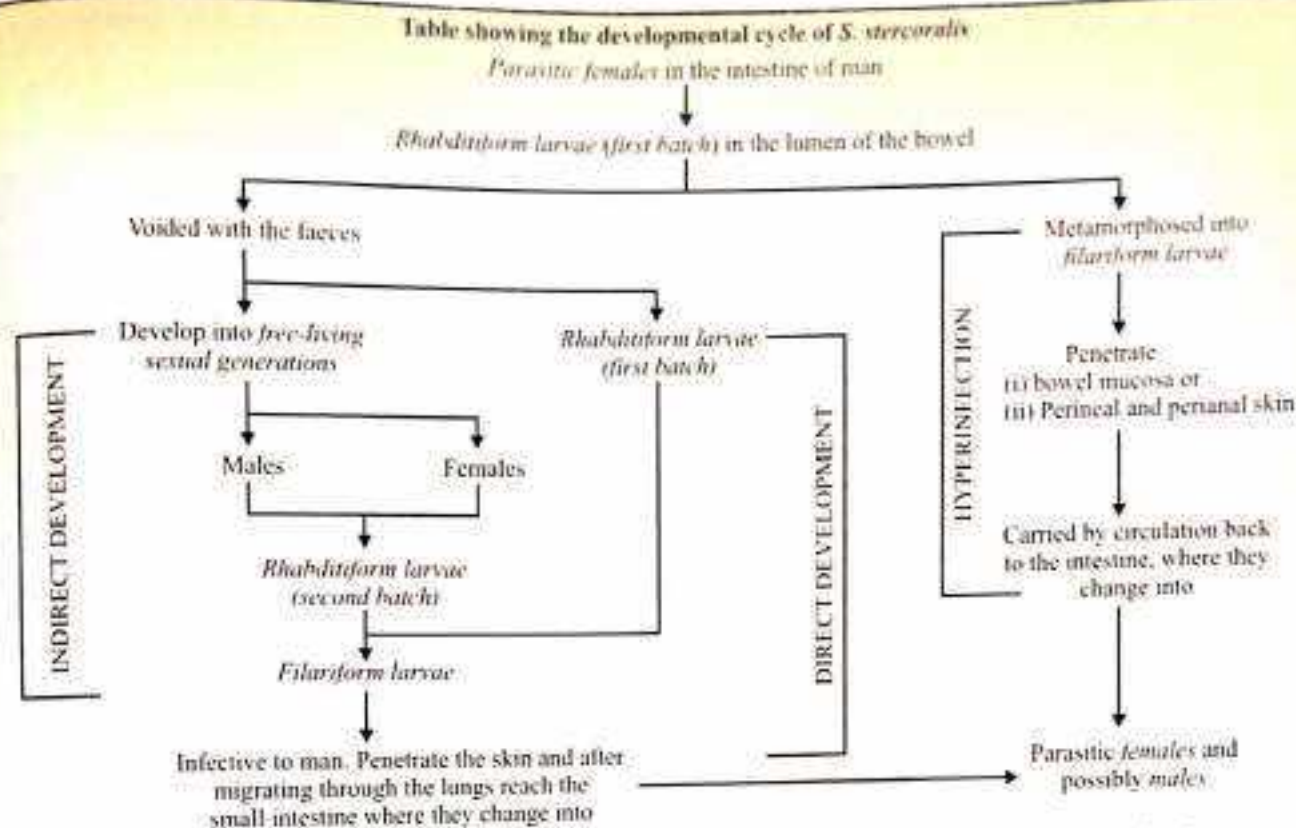 Table showing the developmental cycle of S. stercoralis
Parasitic females in the intestine of man
Rhabditiform larvae (first batch) in the lumen of the bowel
Voided with the faeces
Metamorphosed into
filariform larvae
Develop into free-living
sexual generations
Rhabditiform larvae
(first batch)
Penetrate
(i) bowel mucosa or
(ii) Perineal and perianal skin
INDIRECT DEVELOPMENT
Males
Females
DIRECT DEVELOPMENT
HYPERINFECTION
Rhabditiform larvae
(second batch)
Carried by circulation back
to the intestine, where they
change into
Filariform larvae
Infective to man. Penetrate the skin and after
migrating through the lungs reach the
small intestine where they change into
Parasitic females and
possibly males